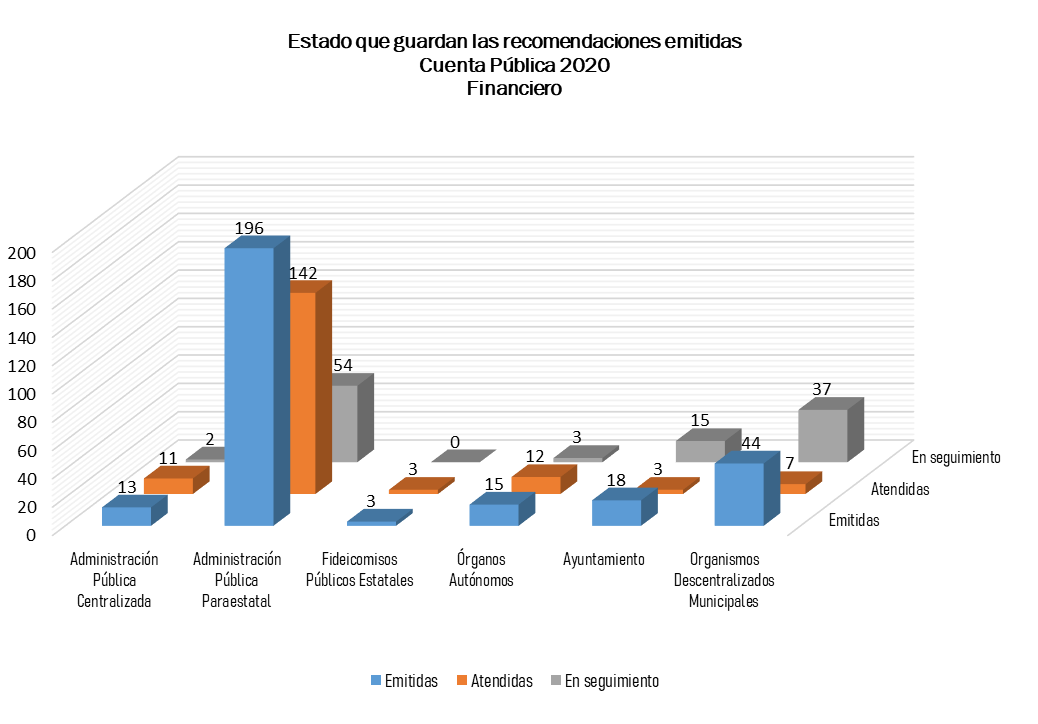 Estado que guardan las recomendaciones emitidas
Cuenta Pública 2020
Financiero
200
180
160
140
120
100
80
60
40
20
0
196
142
54
2
11
13
0
3
3
3
12
15
15
3
18
37
44
7
En seguimiento
Atendidas
Emitidas
Administración
Pública
Centralizada
Administración
Pública
Paraestatal
Fideicomisos
Públicos Estatales
Órganos
Autónomos
Ayuntamiento
Organismos
Descentralizados
Municipales
Emitidas
Atendidas
En seguimiento